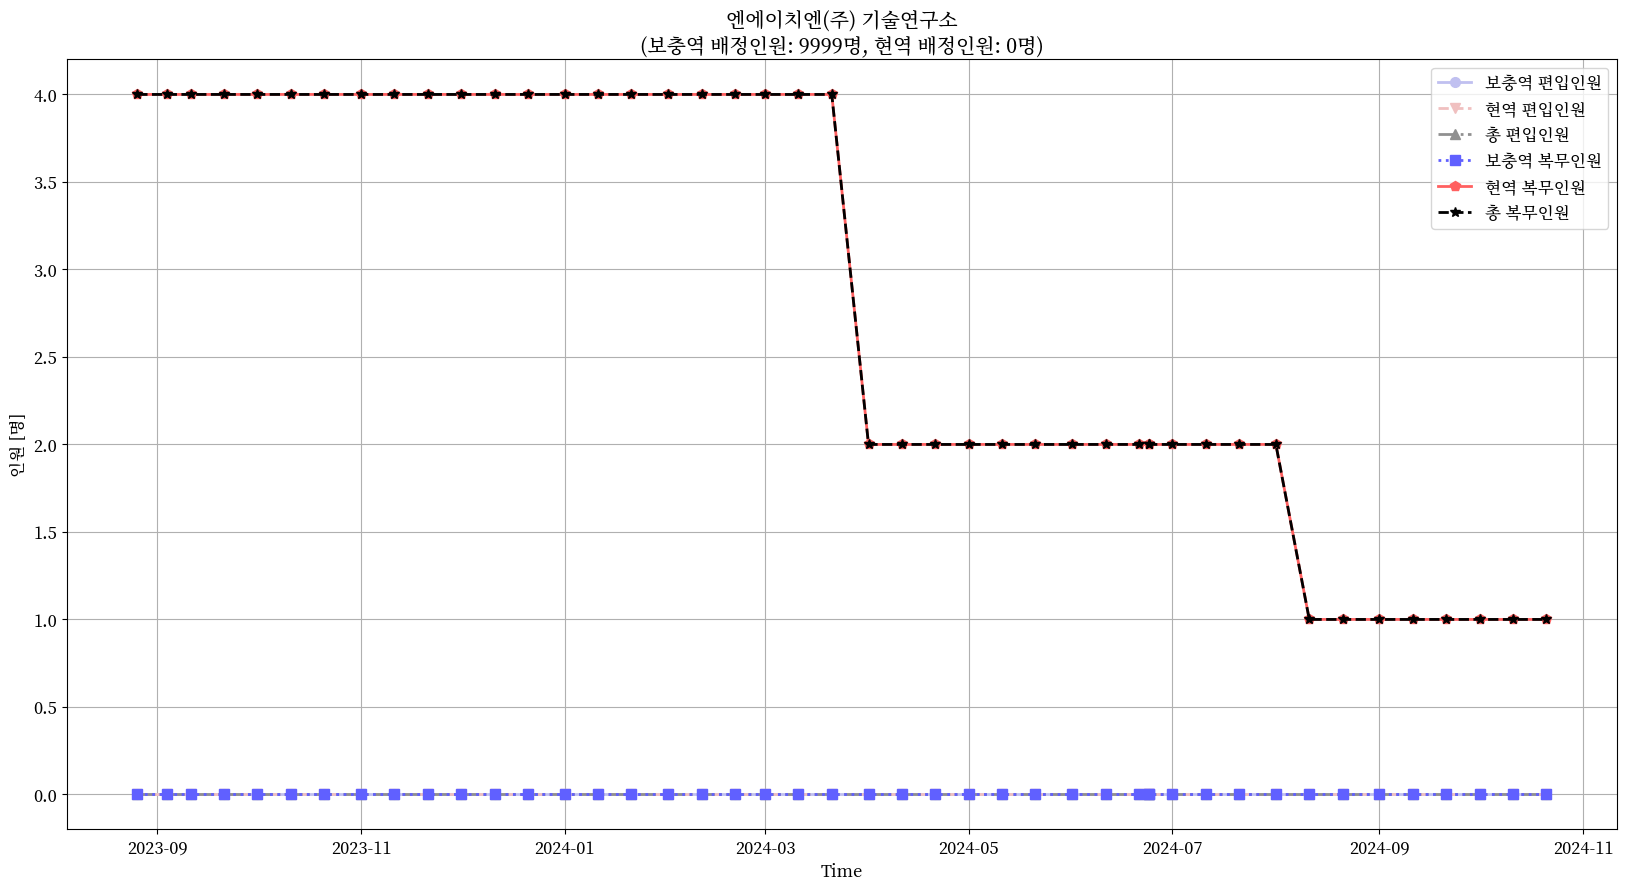 엔에이치엔(주) 기술연구소
(보충역 배정인원: 9999명, 현역 배정인원: 0명)
보충역 편입인원
현역 편입인원
총 편입인원
보충역 복무인원
현역 복무인원
총 복무인원
인원 [명]
4.0
3.5
3.0
2.5
2.0
1.5
1.0
0.5
0.0
2023-09
2023-11
2024-01
2024-03
2024-05
2024-07
2024-09
2024-11
Time